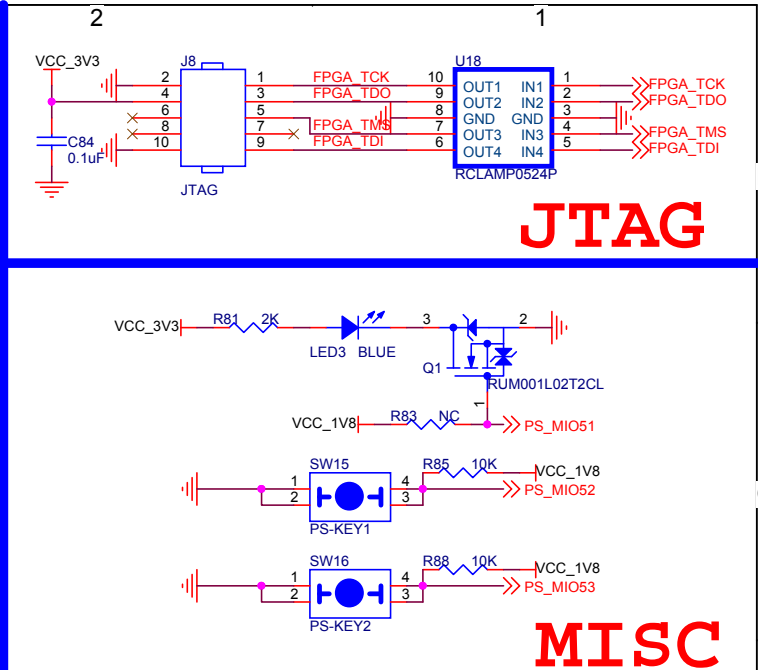 2 1
VCC_3V3 J8 U18
2 1 FPGA_TCK 10 OUT1 IN1 1 FPGA_TCK
4 3 FPGA_TDO 9 OUT2 IN2 2 FPGA_TDO
6 5 8 GND GND 3
8 7 FPGA_TMS 7 OUT3 IN3 4 FPGA_TMS
10 9 FPGA_TDI 6 OUT4 IN4 5 FPGA_TDI
C84
0.1uF
JTAG
RCLAMP0524P
JTAG
VCC_3V3 R81 2K 3 2
LED3 BLUE Q1
RUM001L02T2CL
1
VCC_1V8 R83 NC PS_MIO51
SW15 R85 10K VCC_1V8
1 4
2 3 PS_MIO52
PS-KEY1
SW16 R88 10K VCC_1V8
1 4
2 3 PS_MIO53
PS-KEY2
MISC